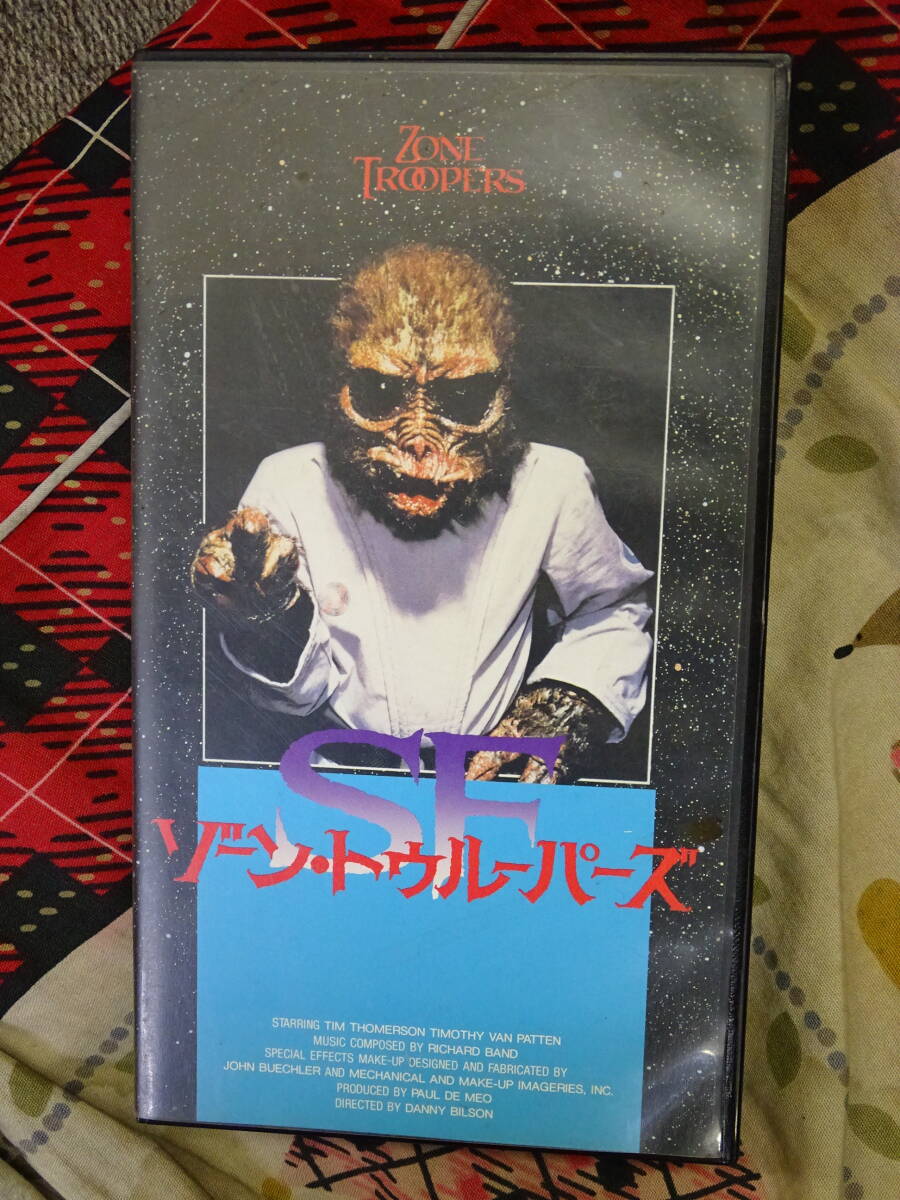 ZONE
TROOPERS
SF
ゾーン・トゥルーパーズ
STARRING TIM THOMERSON TIMOTHY VAN PATTEN
MUSIC COMPOSED BY RICHARD BAND
SPECIAL EFFECTS MAKE-UP DESIGNED AND FABRICATED BY
JOHN BUECHLER AND MECHANICAL AND MAKE-UP IMAGERIES, INC.
PRODUCED BY PAUL DE MEO
DIRECTED BY DANNY BILSON